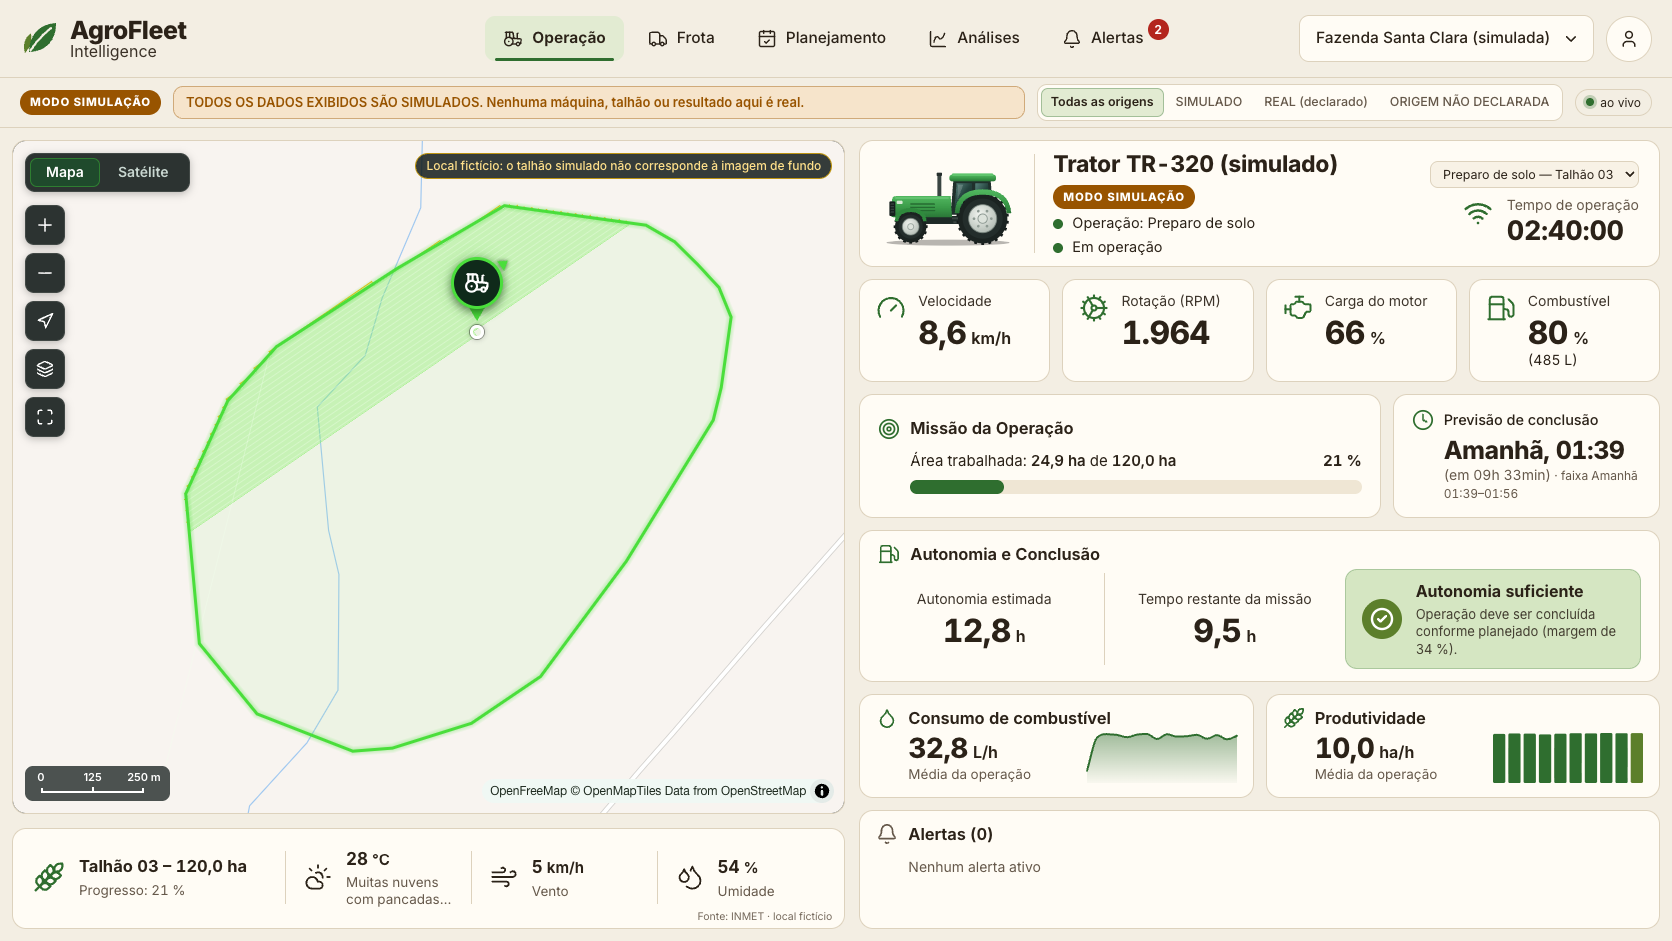 AgroFleet
Intelligence
Operação
Frota
Planejamento
Análises
Alertas
2
Fazenda Santa Clara (simulada)
MODO SIMULAÇÃO
TODOS OS DADOS EXIBIDOS SÃO SIMULADOS. Nenhuma máquina, talhão ou resultado aqui é real.
Todas as origens
SIMULADO
REAL (declarado)
ORIGEM NÃO DECLARADA
ao vivo
Mapa
Satélite
Local fictício: o talhão simulado não corresponde à imagem de fundo
0 125 250 m
OpenFreeMap © OpenMapTiles Data from OpenStreetMap
Talhão 03 – 120,0 ha
Progresso: 21 %
28 °C
Muitas nuvens
com pancadas...
5 km/h
Vento
54 %
Umidade
Fonte: INMET · local fictício
Trator TR-320 (simulado)
MODO SIMULAÇÃO
Operação: Preparo de solo
Em operação
Preparo de solo — Talhão 03
Tempo de operação
02:40:00
Velocidade
8,6 km/h
Rotação (RPM)
1.964
Carga do motor
66 %
Combustível
80 %
(485 L)
Missão da Operação
Área trabalhada: 24,9 ha de 120,0 ha
21 %
Previsão de conclusão
Amanhã, 01:39
(em 09h 33min) · faixa Amanhã
01:39–01:56
Autonomia e Conclusão
Autonomia estimada
12,8 h
Tempo restante da missão
9,5 h
Autonomia suficiente
Operação deve ser concluída
conforme planejado (margem de
34 %).
Consumo de combustível
32,8 L/h
Média da operação
Produtividade
10,0 ha/h
Média da operação
Alertas (0)
Nenhum alerta ativo